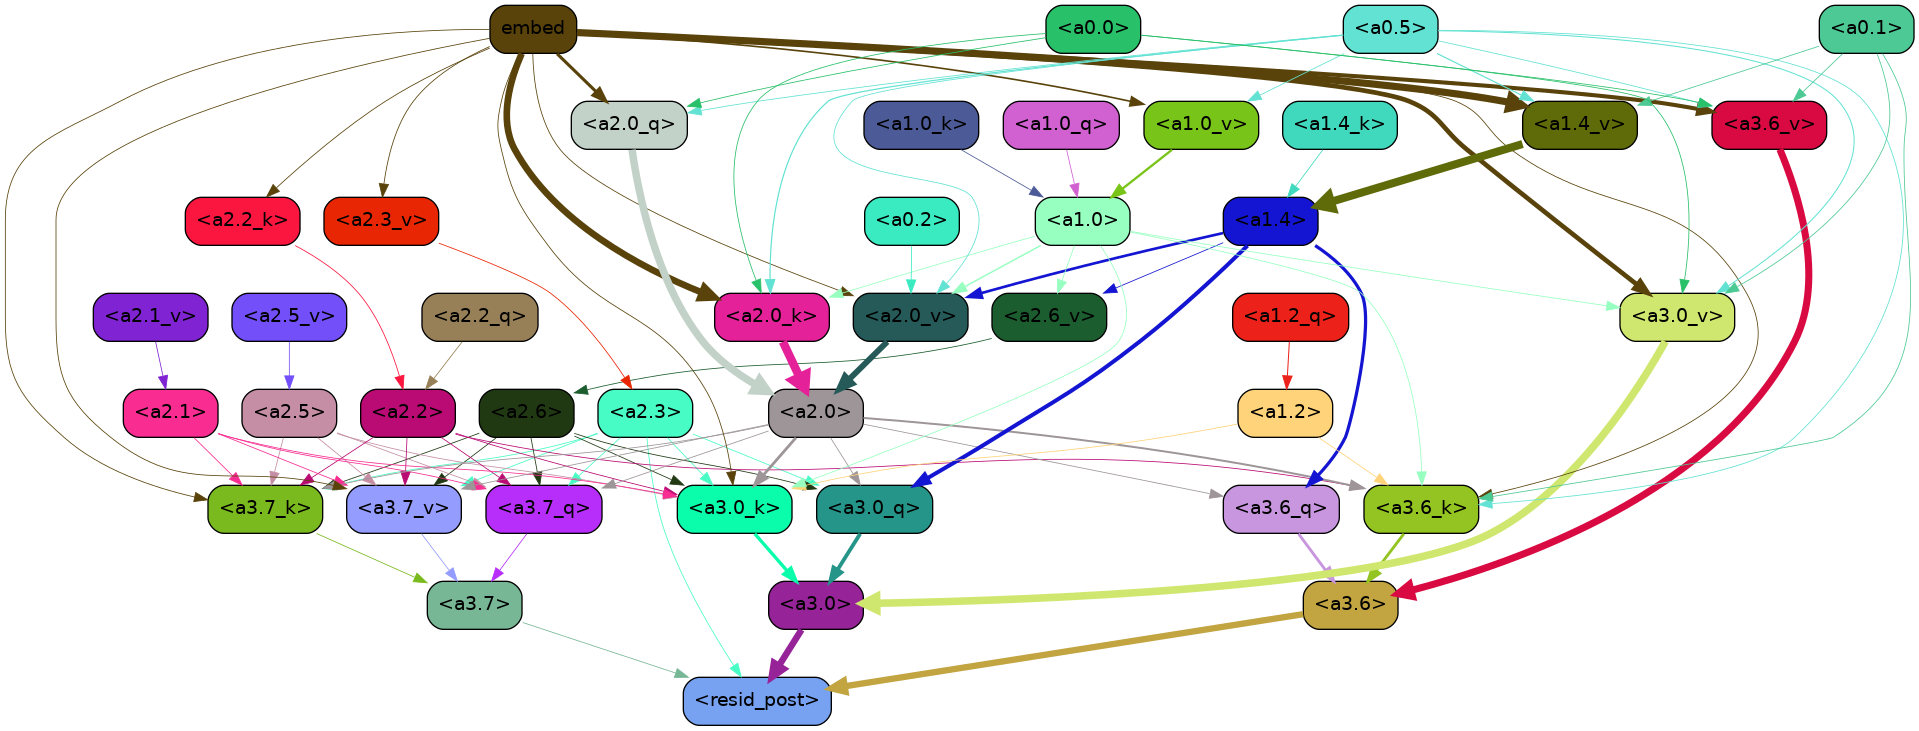 embed <a0.0> <a0.5> <a0.1>
<a2.0_q> <a1.0_k> <a1.0_q> <a1.0_v> <a1.4_k> <a1.4_v> <a3.6_v>
<a2.2_k> <a2.3_v> <a0.2> <a1.0> <a1.4>
<a2.1_v> <a2.5_v> <a2.2_q> <a2.0_k> <a2.0_v> <a2.6_v> <a1.2_q> <a3.0_v>
<a2.1> <a2.5> <a2.2> <a2.6> <a2.3> <a2.0> <a1.2>
<a3.7_k> <a3.7_v> <a3.7_q> <a3.0_k> <a3.0_q> <a3.6_q> <a3.6_k>
<a3.7> <a3.0> <a3.6>
<resid_post>